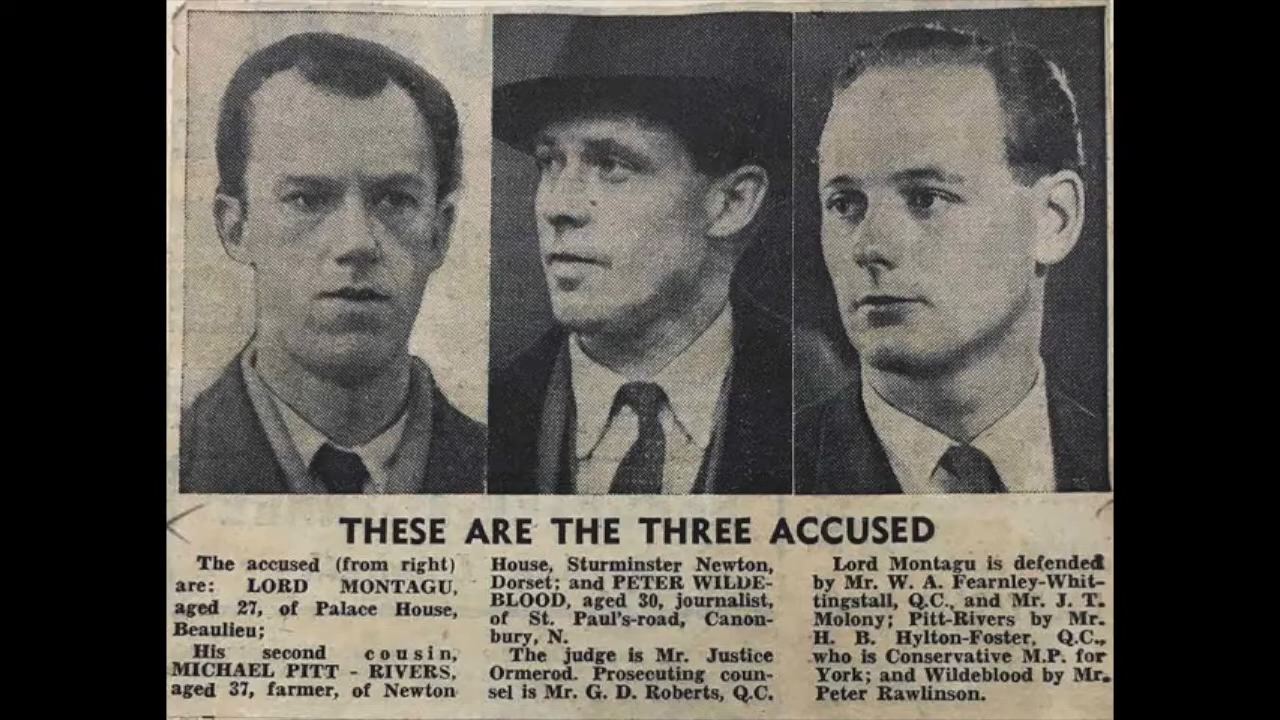 THESE ARE THE THREE ACCUSED
The accused (from right)
are: LORD MONTAGU,
aged 27, of Palace House,
Beaulieu;
His second cousin,
MICHAEL PITT - RIVERS,
aged 37, farmer, of Newton
House, Sturminster Newton,
Dorset; and PETER WILDE-
BLOOD, aged 30, journalist,
of St. Paul's-road, Canon-
bury, N.
The judge is Mr. Justice
Ormerod. Prosecuting coun-
sel is Mr. G. D. Roberts, Q.C.
Lord Montagu is defended
by Mr. W. A. Fearnley-Whit-
tingstall, Q.C., and Mr. J. T.
Molony; Pitt-Rivers by Mr.
H. B. Hylton-Foster, Q.C.,
who is Conservative M.P. for
York; and Wildeblood by Mr.
Peter Rawlinson.